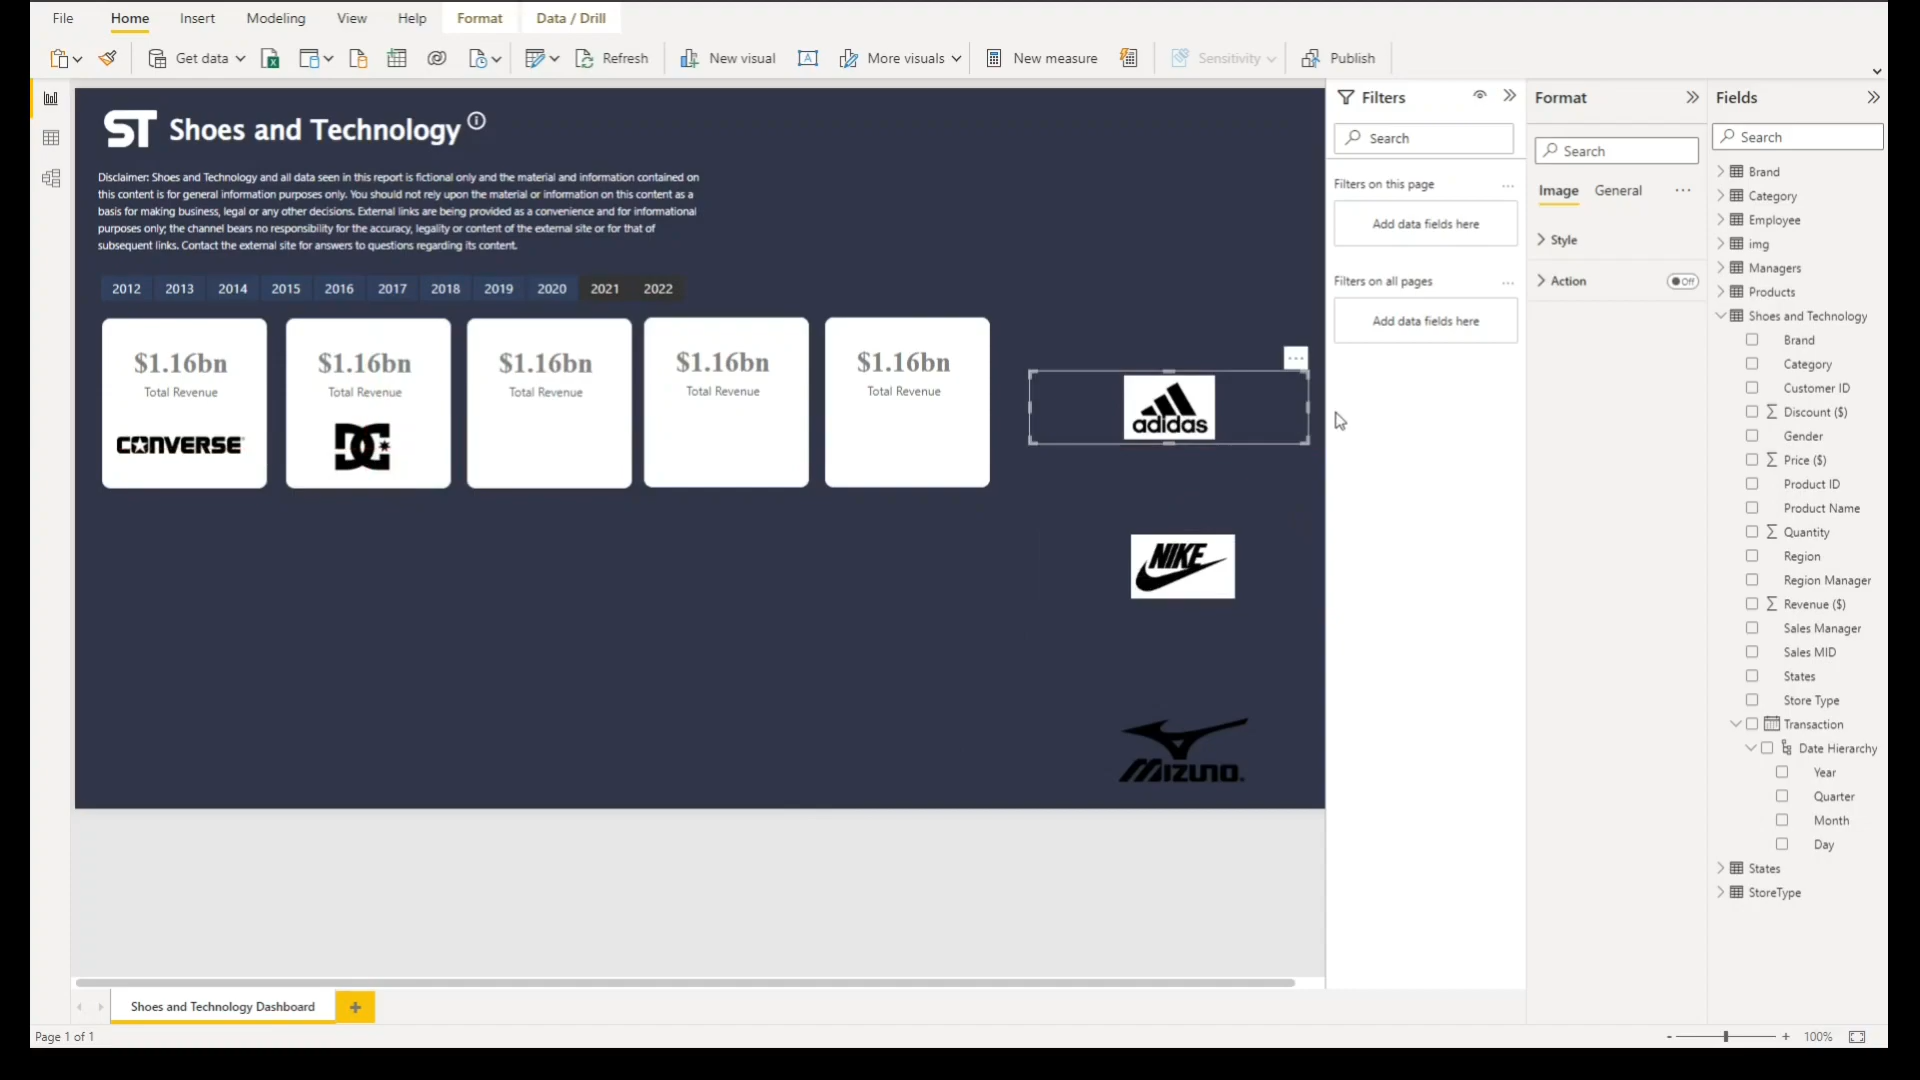 File Home Insert Modeling View Help Format Data / Drill
Get data Refresh New visual More visuals New measure Sensitivity Publish
ST Shoes and Technology
Disclaimer: Shoes and Technology and all data seen in this report is fictional only and the material and information contained on
this content is for general information purposes only. You should not rely upon the material or information on this content as a
basis for making business, legal or any other decisions. External links are being provided as a convenience and for informational
purposes only; the channel bears no responsibility for the accuracy, legality or content of the external site or for that of
subsequent links. Contact the external site for answers to questions regarding its content.
2012 2013 2014 2015 2016 2017 2018 2019 2020 2021 2022
$1.16bn
Total Revenue
CONVERSE
$1.16bn
Total Revenue
DC
$1.16bn
Total Revenue
$1.16bn
Total Revenue
$1.16bn
Total Revenue
adidas
NIKE
MIZUNO
Filters
Search
Filters on this page
Add data fields here
Filters on all pages
Add data fields here
Format
Search
Image General
Style
Action Off
Fields
Search
Brand
Category
Employee
img
Managers
Products
Shoes and Technology
Brand
Category
Customer ID
Σ Discount ($)
Gender
Σ Price ($)
Product ID
Product Name
Σ Quantity
Region
Region Manager
Σ Revenue ($)
Sales Manager
Sales MID
States
Store Type
Transaction
Date Hierarchy
Year
Quarter
Month
Day
States
StoreType
Shoes and Technology Dashboard +
Page 1 of 1
- + 100%